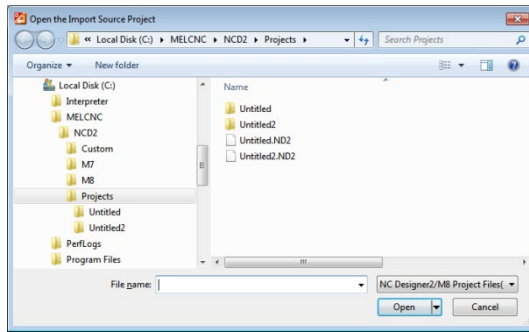 Open the Import Source Project
« Local Disk (C:) ▸ MELCNC ▸ NCD2 ▸ Projects ▸
Search Projects
Organize
New folder
Local Disk (C:)
Interpreter
MELCNC
NCD2
Custom
M7
M8
Projects
Untitled
Untitled2
PerfLogs
Program Files
Name
Untitled
Untitled2
Untitled.ND2
Untitled2.ND2
File name:
NC Designer2/M8 Project Files(
Open
Cancel